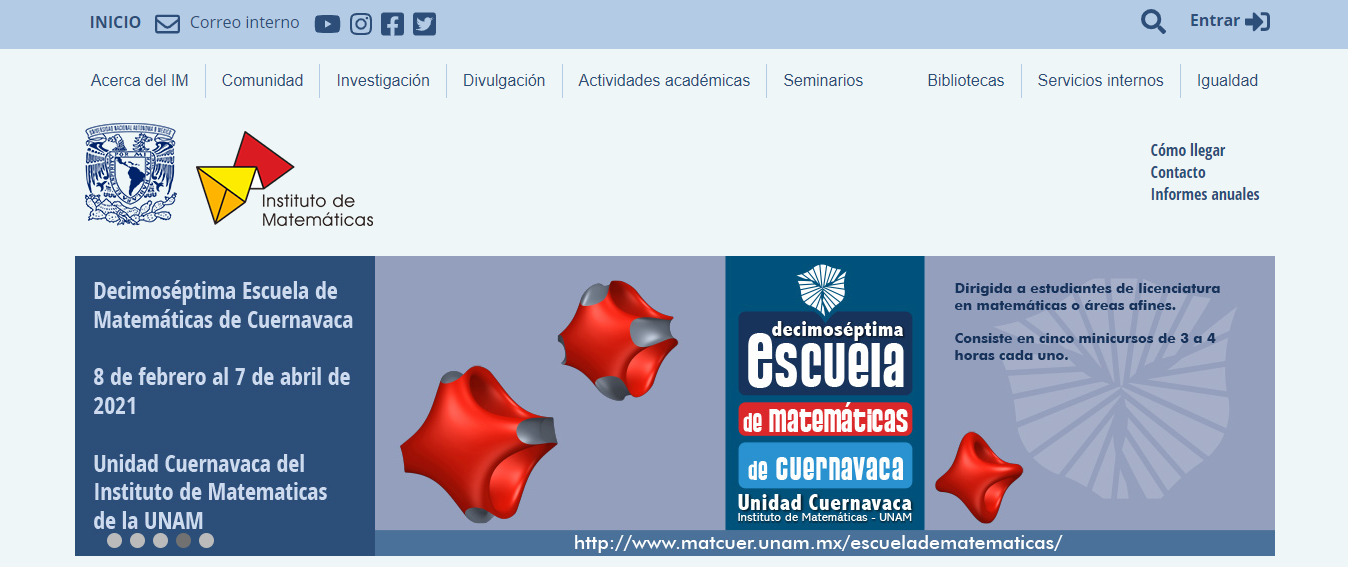 INICIO Correo interno Entrar
Acerca del IM Comunidad Investigación Divulgación Actividades académicas Seminarios Bibliotecas Servicios internos Igualdad
UNIVERSIDAD NACIONAL AUTONOMA DE MEXICO
Instituto de
Matemáticas
Cómo llegar
Contacto
Informes anuales
Decimoséptima Escuela de
Matemáticas de Cuernavaca
8 de febrero al 7 de abril de
2021
Unidad Cuernavaca del
Instituto de Matematicas
de la UNAM
decimoséptima
escuela
de matemáticas
de cuernavaca
Unidad Cuernavaca
Instituto de Matemáticas - UNAM
Dirigida a estudiantes de licenciatura
en matemáticas o áreas afines.
Consiste en cinco minicursos de 3 a 4
horas cada uno.
http://www.matcuer.unam.mx/escueladematematicas/